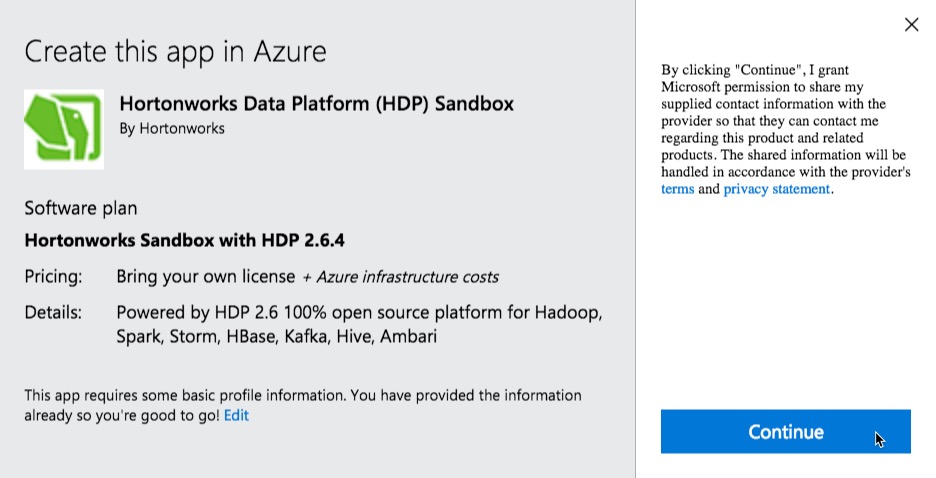 Create this app in Azure
Hortonworks Data Platform (HDP) Sandbox
By Hortonworks
Software plan
Hortonworks Sandbox with HDP 2.6.4
Pricing: Bring your own license + Azure infrastructure costs
Details: Powered by HDP 2.6 100% open source platform for Hadoop,
Spark, Storm, HBase, Kafka, Hive, Ambari
This app requires some basic profile information. You have provided the information
already so you're good to go! Edit
By clicking "Continue", I grant
Microsoft permission to share my
supplied contact information with the
provider so that they can contact me
regarding this product and related
products. The shared information will be
handled in accordance with the provider's
terms and privacy statement.
Continue